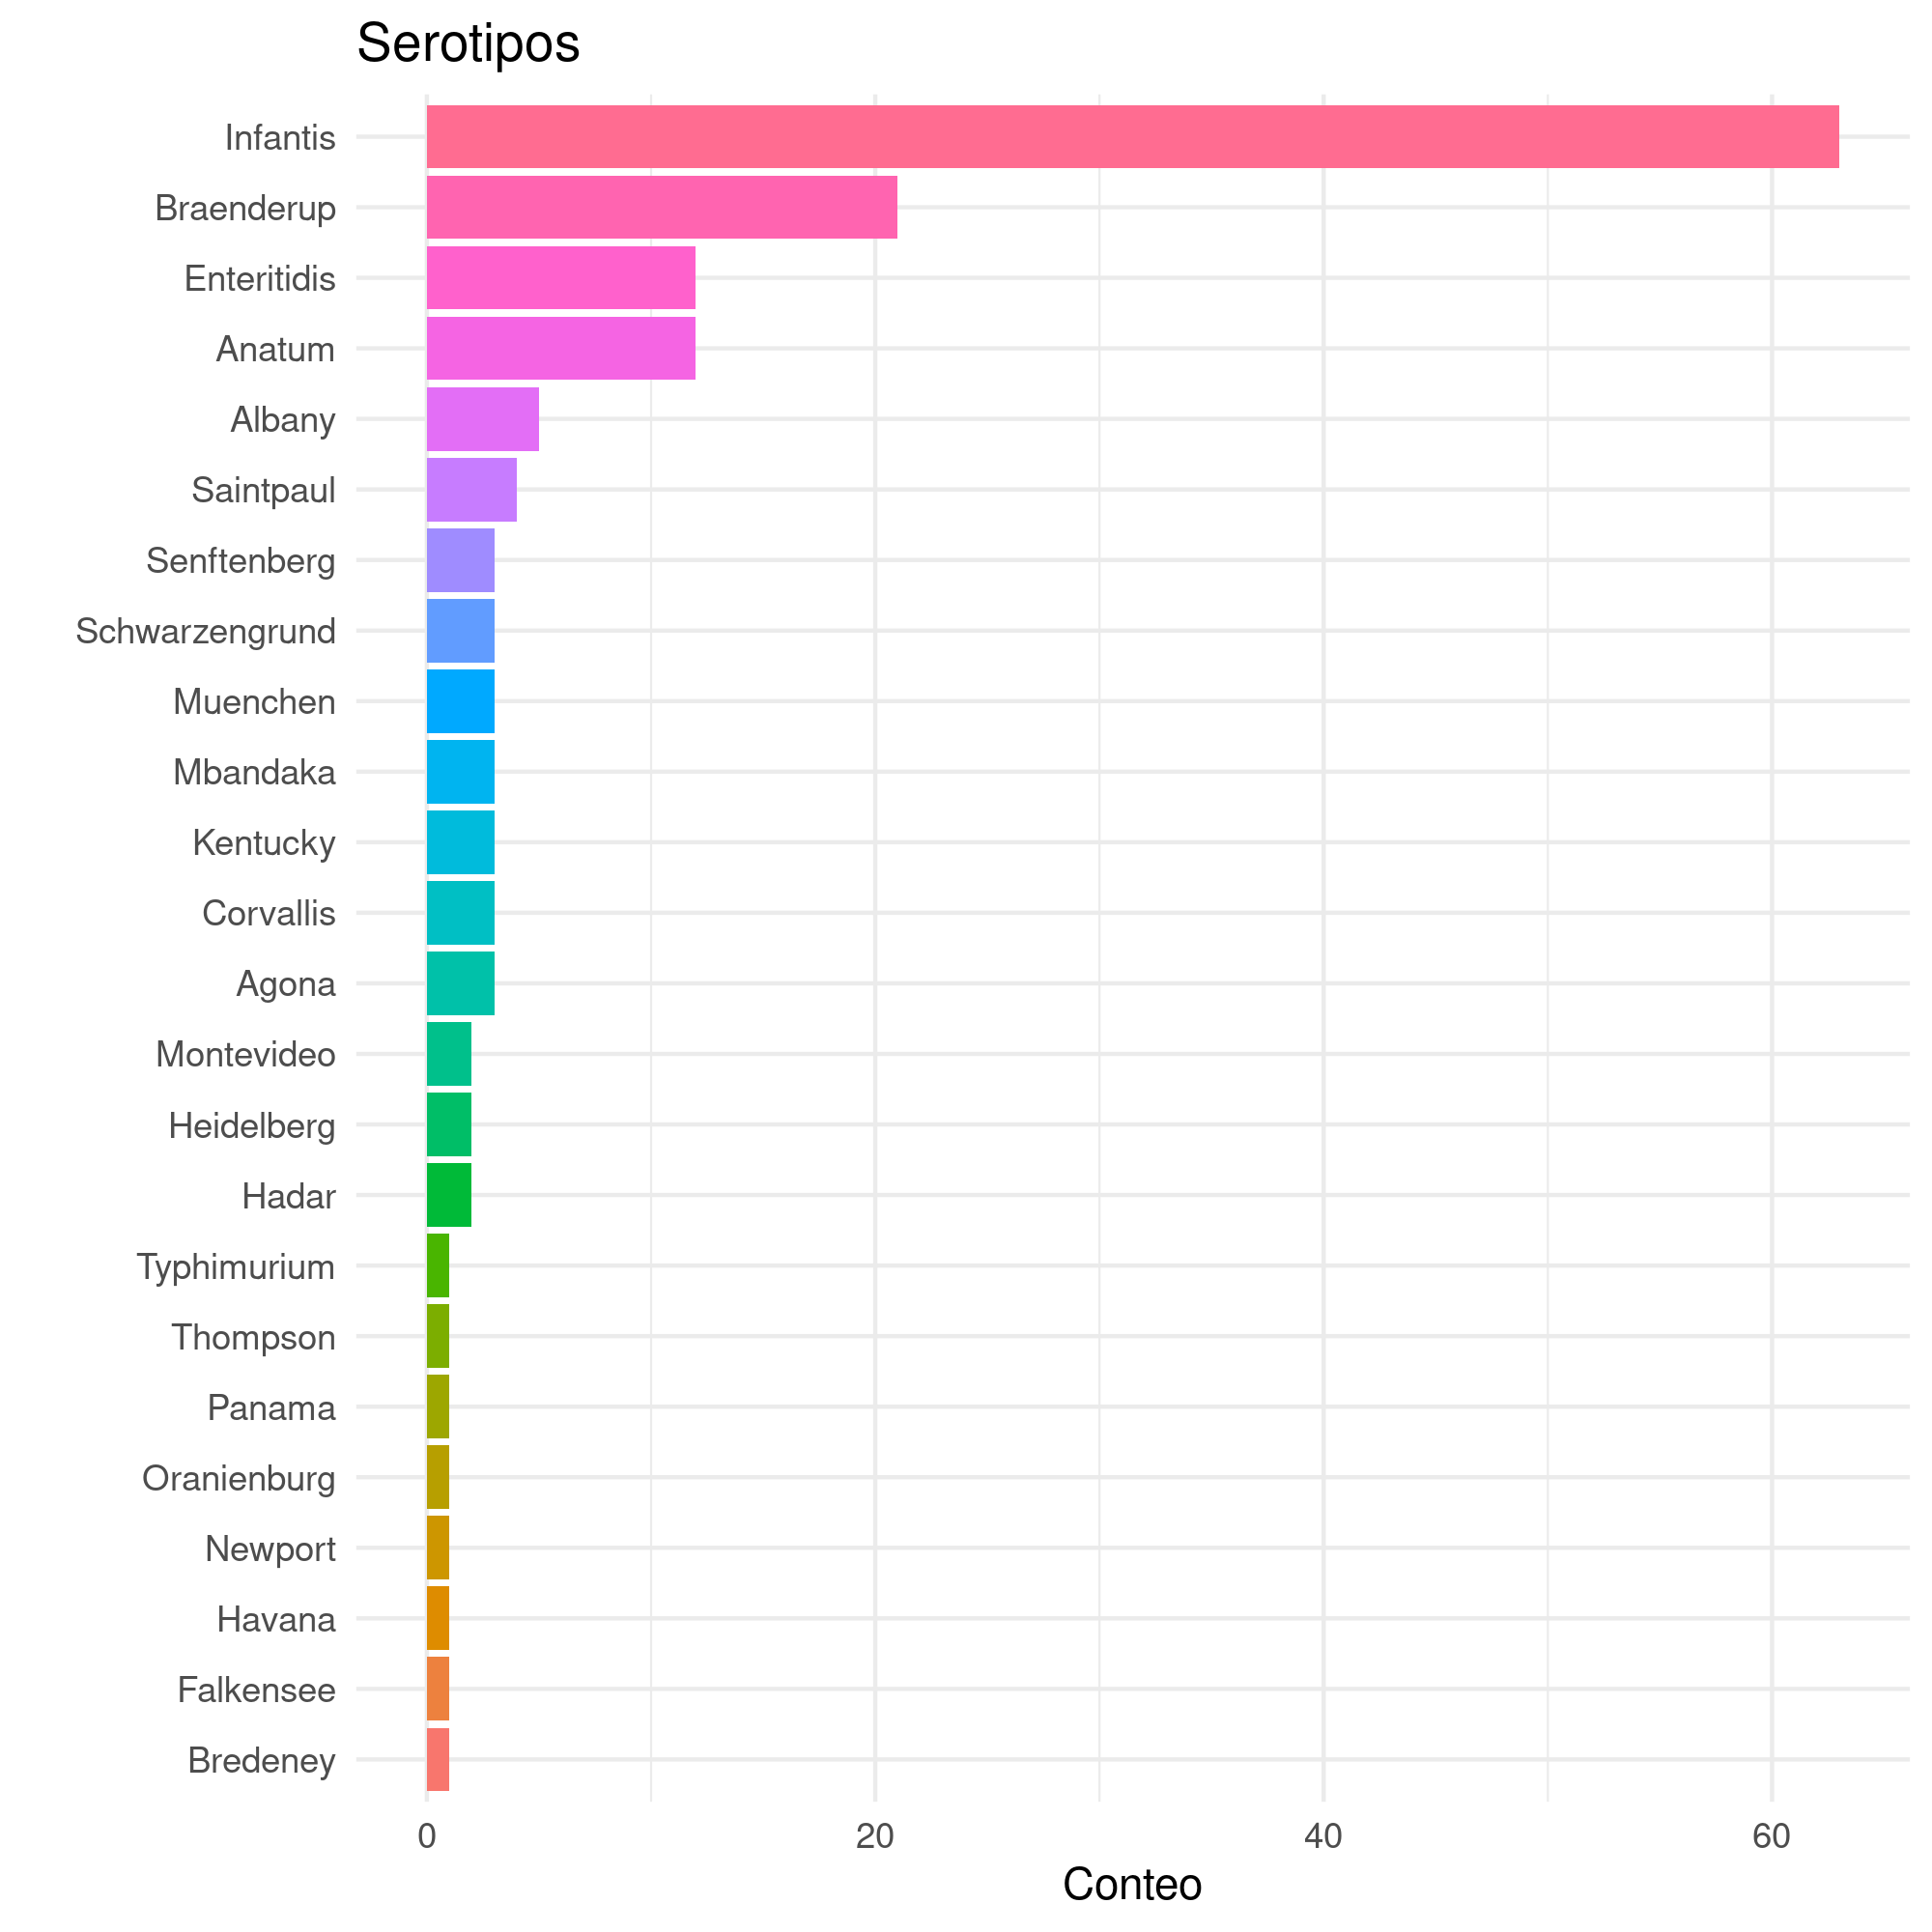 Serotipos
Infantis
Braenderup
Enteritidis
Anatum
Albany
Saintpaul
Senftenberg
Schwarzengrund
Muenchen
Mbandaka
Kentucky
Corvallis
Agona
Montevideo
Heidelberg
Hadar
Typhimurium
Thompson
Panama
Oranienburg
Newport
Havana
Falkensee
Bredeney
0 20 40 60
Conteo